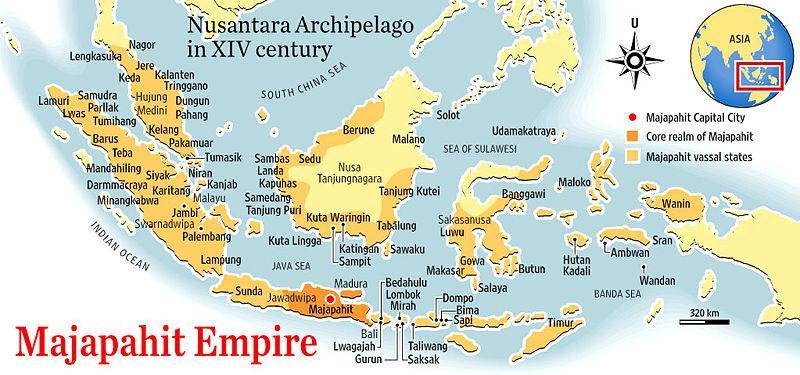 Nusantara Archipelago
in XIV century
U
ASIA
Majapahit Capital City
Core realm of Majapahit
Majapahit vassal states
Nagor
Lengkasuka
Jere
Keda
Kalanten
Tringgano
Hujung
Medini
Dungun
Pahang
Kelang
Pakamuar
Lamuri
Samudra
Lwas
Parllak
Tumihang
Barus
Teba
Mandahiling
Siyak
Darmmacraya
Karitang
Minangkabwa
Tumasik
Niran
Kanjab
Malayu
Jambi
Swarnadwipa
Palembang
Lampung
INDIAN OCEAN
SOUTH CHINA SEA
Berune
Malano
Sambas
Sedu
Landa
Kapuhas
Samedang
Tanjung Puri
Nusa
Tanjungnagara
Tanjung Kutei
Kuta Waringin
Tabalung
Kuta Lingga
Katingan
Sampit
Sawaku
JAVA SEA
Solot
Udamakatraya
SEA OF SULAWESI
Banggawi
Maloko
Sakasanusa
Luwu
Gowa
Makasar
Butun
Salaya
Wanin
Sran
Hutan
Kadali
Ambwan
Wandan
BANDA SEA
Sunda
Jawadwipa
Madura
Majapahit
Bedahulu
Lombok
Mirah
Bali
Lwagajah
Gurun
Saksak
Taliwang
Dompo
Bima
Sapi
Timur
320 km
Majapahit Empire